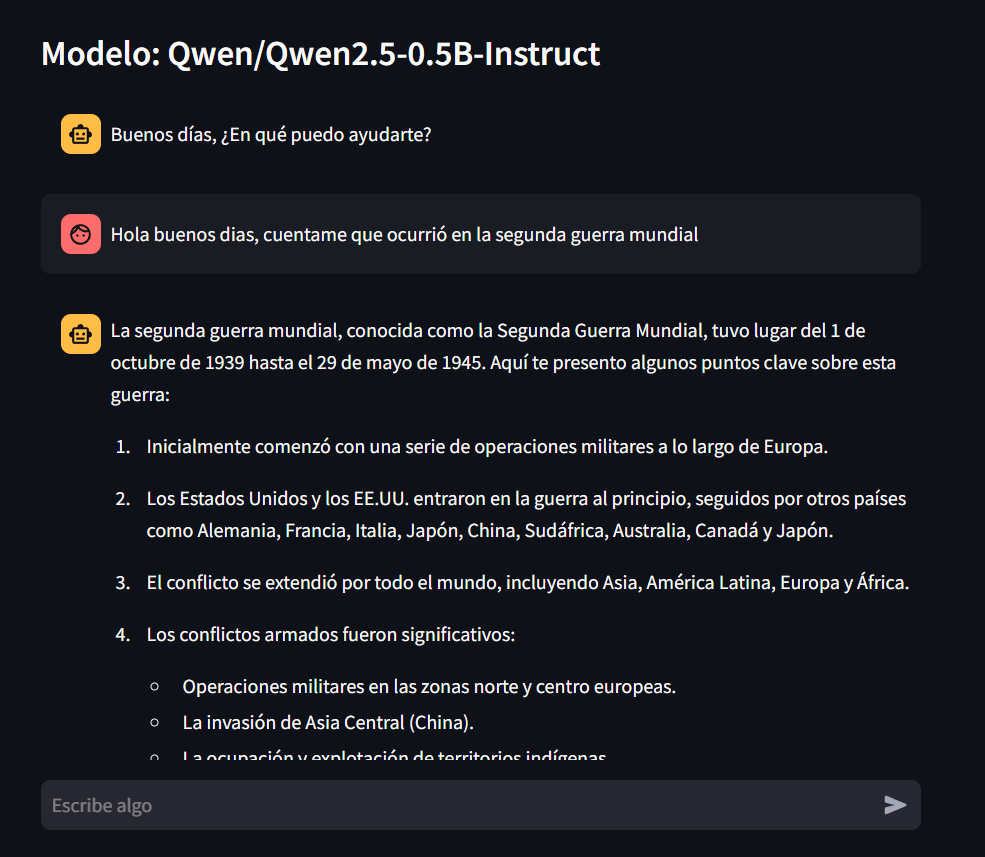 Modelo: Qwen/Qwen2.5-0.5B-Instruct
Buenos días, ¿En qué puedo ayudarte?
Hola buenos dias, cuentame que ocurrió en la segunda guerra mundial
La segunda guerra mundial, conocida como la Segunda Guerra Mundial, tuvo lugar del 1 de
octubre de 1939 hasta el 29 de mayo de 1945. Aquí te presento algunos puntos clave sobre esta
guerra:
1. Inicialmente comenzó con una serie de operaciones militares a lo largo de Europa.
2. Los Estados Unidos y los EE.UU. entraron en la guerra al principio, seguidos por otros países
como Alemania, Francia, Italia, Japón, China, Sudáfrica, Australia, Canadá y Japón.
3. El conflicto se extendió por todo el mundo, incluyendo Asia, América Latina, Europa y África.
4. Los conflictos armados fueron significativos:
○ Operaciones militares en las zonas norte y centro europeas.
○ La invasión de Asia Central (China).
○ La ocupación y explotación de territorios indígenas
Escribe algo